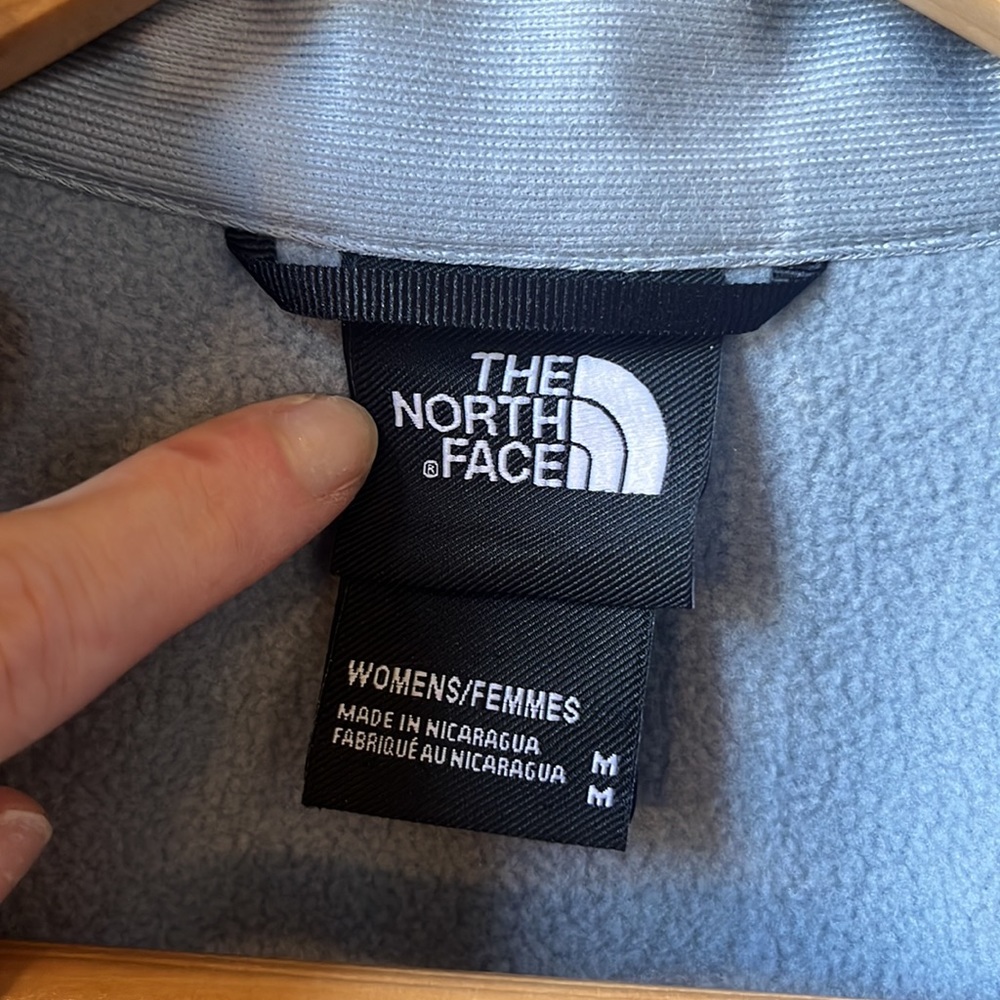 THE
NORTH
®FACE
WOMENS/FEMMES
MADE IN NICARAGUA
FABRIQUÉ AU NICARAGUA
M
M